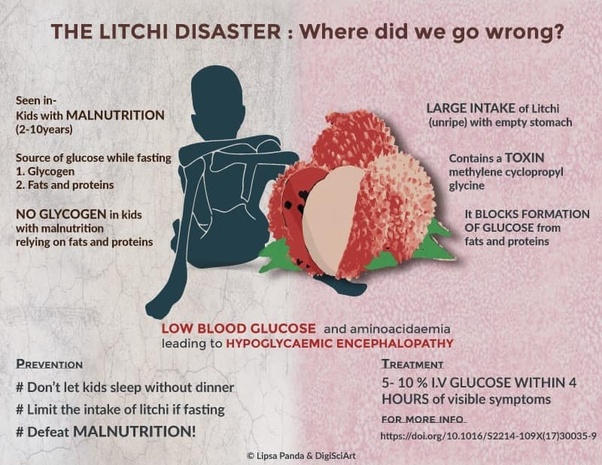 THE LITCHI DISASTER : Where did we go wrong?
Seen in-
Kids with MALNUTRITION
(2-10years)
Source of glucose while fasting
1. Glycogen
2. Fats and proteins
NO GLYCOGEN in kids
with malnutrition
relying on fats and proteins
LARGE INTAKE of Litchi
(unripe) with empty stomach
Contains a TOXIN
methylene cyclopropyl
glycine
It BLOCKS FORMATION
OF GLUCOSE from
fats and proteins
LOW BLOOD GLUCOSE and aminoacidaemia
leading to HYPOGLYCAEMIC ENCEPHALOPATHY
PREVENTION
# Don't let kids sleep without dinner
# Limit the intake of litchi if fasting
# Defeat MALNUTRITION!
TREATMENT
5- 10 % I.V GLUCOSE WITHIN 4
HOURS of visible symptoms
FOR MORE INFO
https://doi.org/10.1016/S2214-109X(17)30035-9
© Lipsa Panda & DigiSciArt